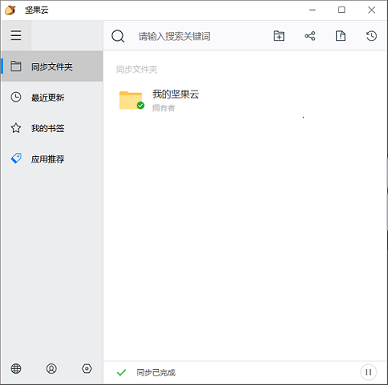 坚果云
请输入搜索关键词
同步文件夹
最近更新
我的书签
应用推荐
同步文件夹
我的坚果云
拥有者
同步已完成